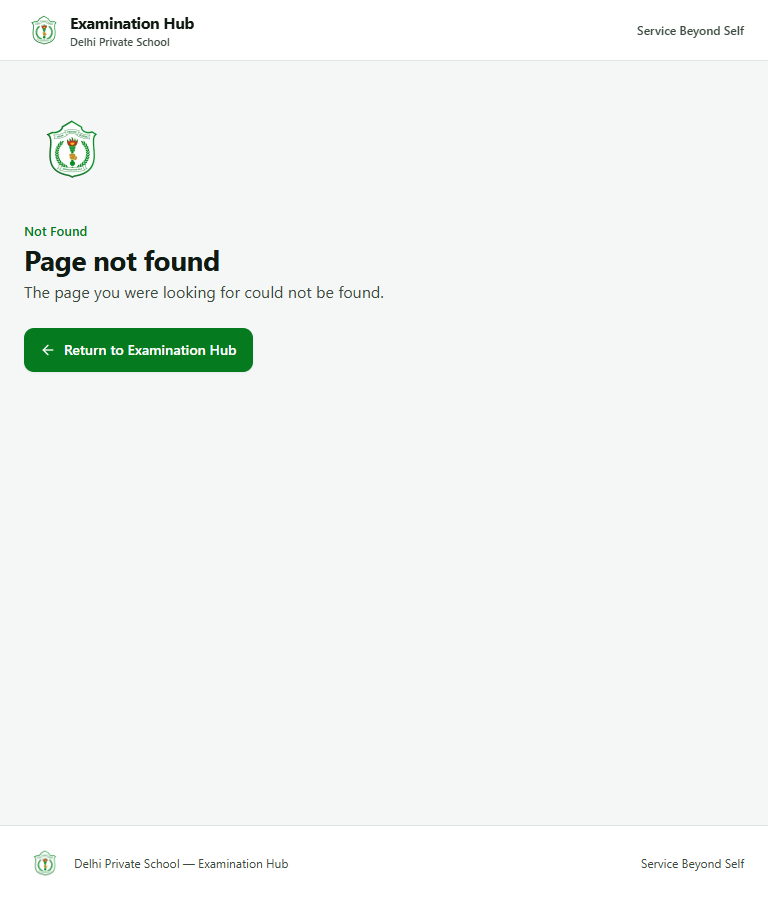 Examination Hub
Delhi Private School
Service Beyond Self
Not Found
Page not found
The page you were looking for could not be found.
← Return to Examination Hub
Delhi Private School — Examination Hub
Service Beyond Self